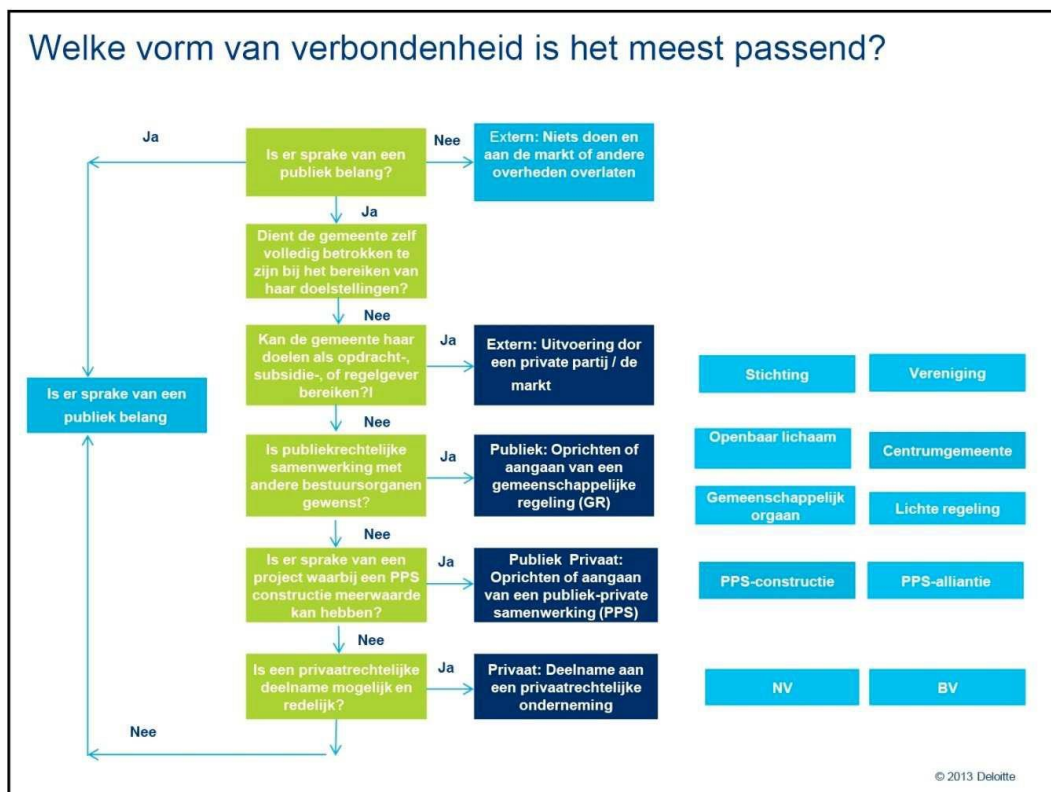 Welke vorm van verbondenheid is het meest passend?
Ja
Is er sprake van een
publiek belang?
Nee
Extern: Niets doen en
aan de markt of andere
overheden overlaten
Ja
Dient de gemeente zelf
volledig betrokken te
zijn bij het bereiken van
haar doelstellingen?
Nee
Kan de gemeente haar
doelen als opdracht-,
subsidie-, of regelgever
bereiken?l
Ja
Extern: Uitvoering dor
een private partij / de
markt
Stichting
Vereniging
Is er sprake van een
publiek belang
Nee
Is publiekrechtelijke
samenwerking met
andere bestuursorganen
gewenst?
Ja
Publiek: Oprichten of
aangaan van een
gemeenschappelijke
regeling (GR)
Openbaar lichaam
Centrumgemeente
Gemeenschappelijk
orgaan
Lichte regeling
Nee
Is er sprake van een
project waarbij een PPS
constructie meerwaarde
kan hebben?
Ja
Publiek Privaat:
Oprichten of aangaan
van een publiek-private
samenwerking (PPS)
PPS-constructie
PPS-alliantie
Nee
Is een privaatrechtelijke
deelname mogelijk en
redelijk?
Ja
Privaat: Deelname aan
een privaatrechtelijke
onderneming
NV
BV
Nee
© 2013 Deloitte